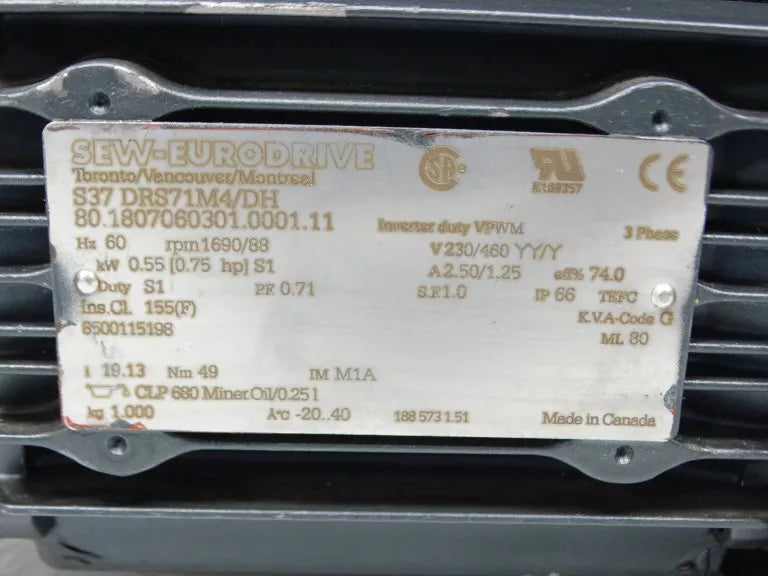 SEW-EURODRIVE
Toronto/Vancouver/Montreal
S37 DRS71M4/DH
80.1807060301.0001.11
Inverter duty VPWM
3 Phase
Hz 60 rpm 1690/88 V 230/460 YY/Y
kW 0.55 [0.75 hp] S1 A 2.50/1.25 eff% 74.0
Duty S1 P.F. 0.71 S.F. 1.0 IP 66 TEFC
Ins.Cl. 155(F) K.V.A-Code G
6500115198 ML 80
i 19.13 Nm 49 IM M1A
CLP 680 Miner.Oil/0.25 l
kg 1.000 A°C -20..40 188 573 1.51 Made in Canada